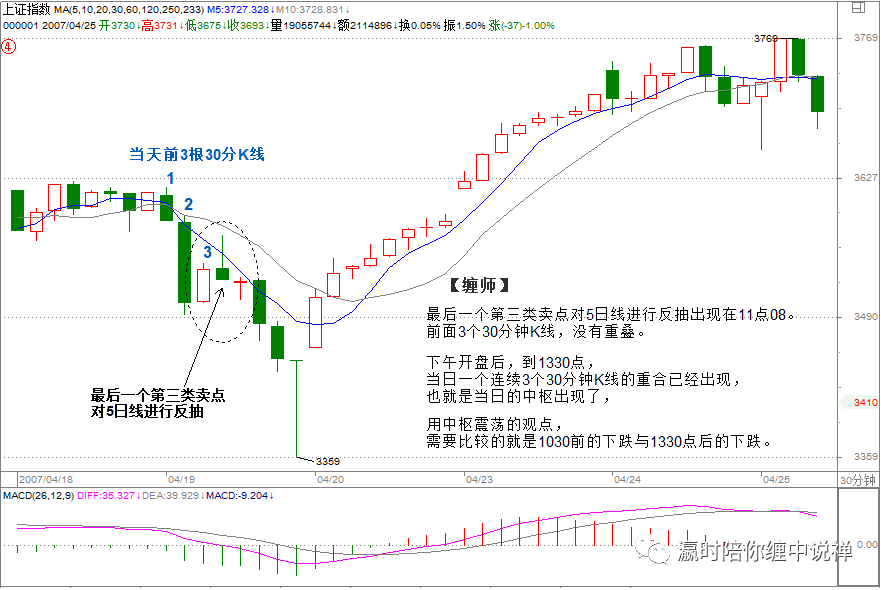 上证指数 MA(5,10,20,30,60,120,250,233) M5:3727.328↓M10:3728.831↓
000001 2007/04/25 开3730↓高3731↓低3675↓收3693↓量19055744↓额2114896↓换0.05% 振1.50% 涨(-37)-1.00%
④
3769
3769
当天前3根30分K线
1
3627
2
3
【缠师】
最后一个第三类卖点对5日线进行反抽出现在11点08。
3490
前面3个30分钟K线，没有重叠。
下午开盘后，到1330点，
当日一个连续3个30分钟K线的重合已经出现，
也就是当日的中枢出现了，
最后一个第三类卖点
对5日线进行反抽
3410
用中枢震荡的观点，
需要比较的就是1030前的下跌与1330点后的下跌。
3359
3359
2007/04/18 04/19 04/20 04/23 04/24 04/25 30分钟
MACD(26,12,9) DIFF:35.327↓DEA:39.929↓MACD:-9.204↓
0.00
瀛时陪你缠中说禅